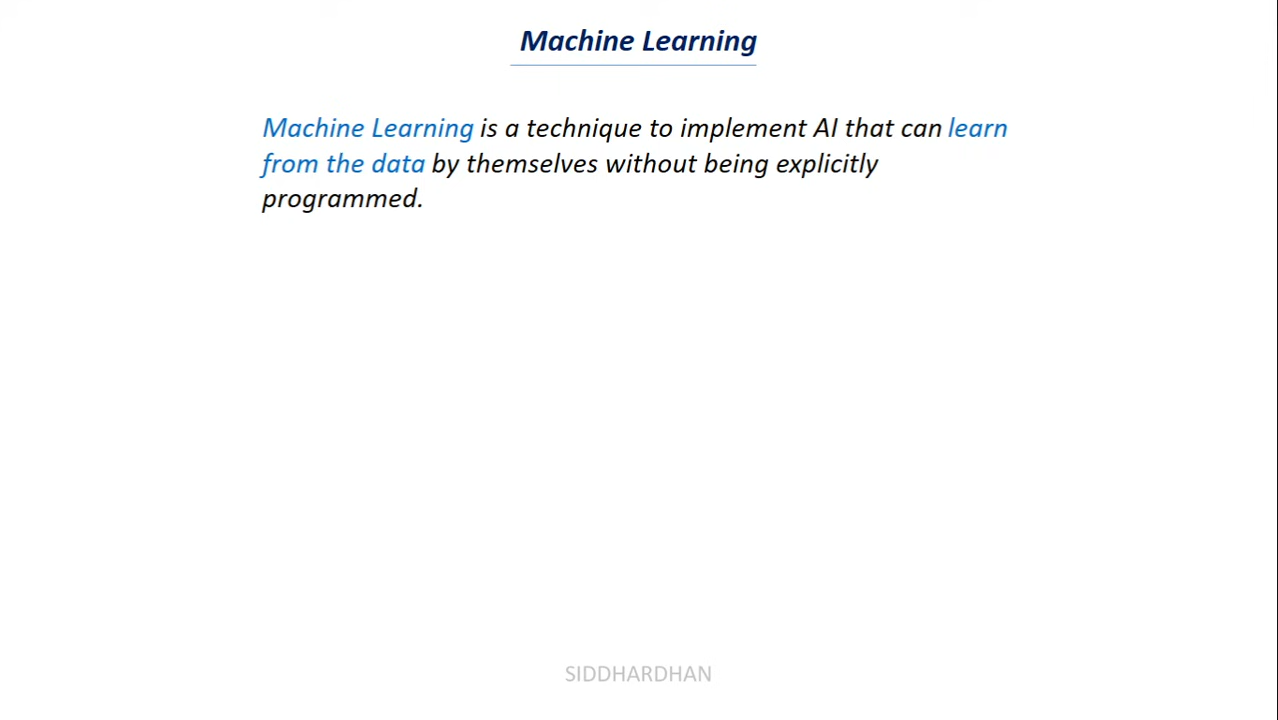 Machine Learning
Machine Learning is a technique to implement AI that can learn
from the data by themselves without being explicitly
programmed.
SIDDHARDHAN